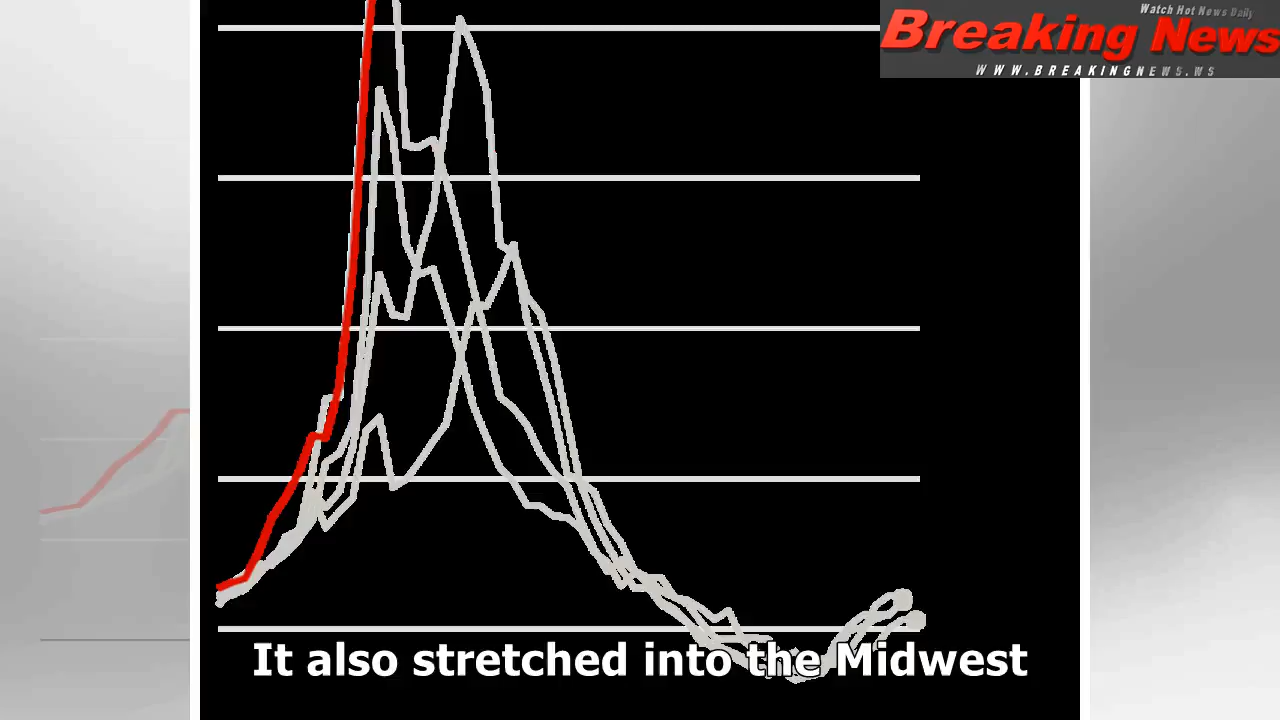 Watch Hot News Daily
Breaking News
WWW.BREAKINGNEWS.WS
It also stretched into the Midwest